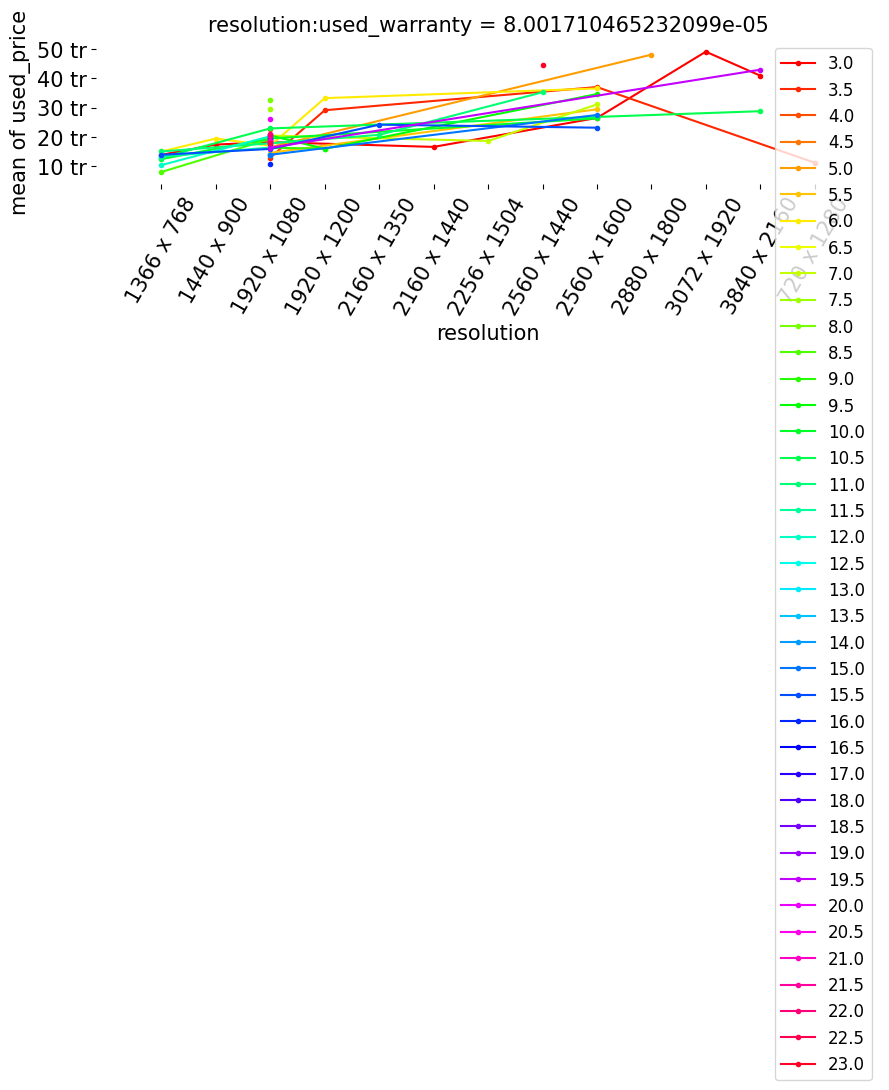 resolution:used_warranty = 8.001710465232099e-05
mean of used_price
50 tr
40 tr
30 tr
20 tr
10 tr
1366 x 768
1440 x 900
1920 x 1080
1920 x 1200
2160 x 1350
2160 x 1440
2256 x 1504
2560 x 1440
2560 x 1600
2880 x 1800
3072 x 1920
3840 x 2160
720 x 1280
resolution
3.0
3.5
4.0
4.5
5.0
5.5
6.0
6.5
7.0
7.5
8.0
8.5
9.0
9.5
10.0
10.5
11.0
11.5
12.0
12.5
13.0
13.5
14.0
15.0
15.5
16.0
16.5
17.0
18.0
18.5
19.0
19.5
20.0
20.5
21.0
21.5
22.0
22.5
23.0